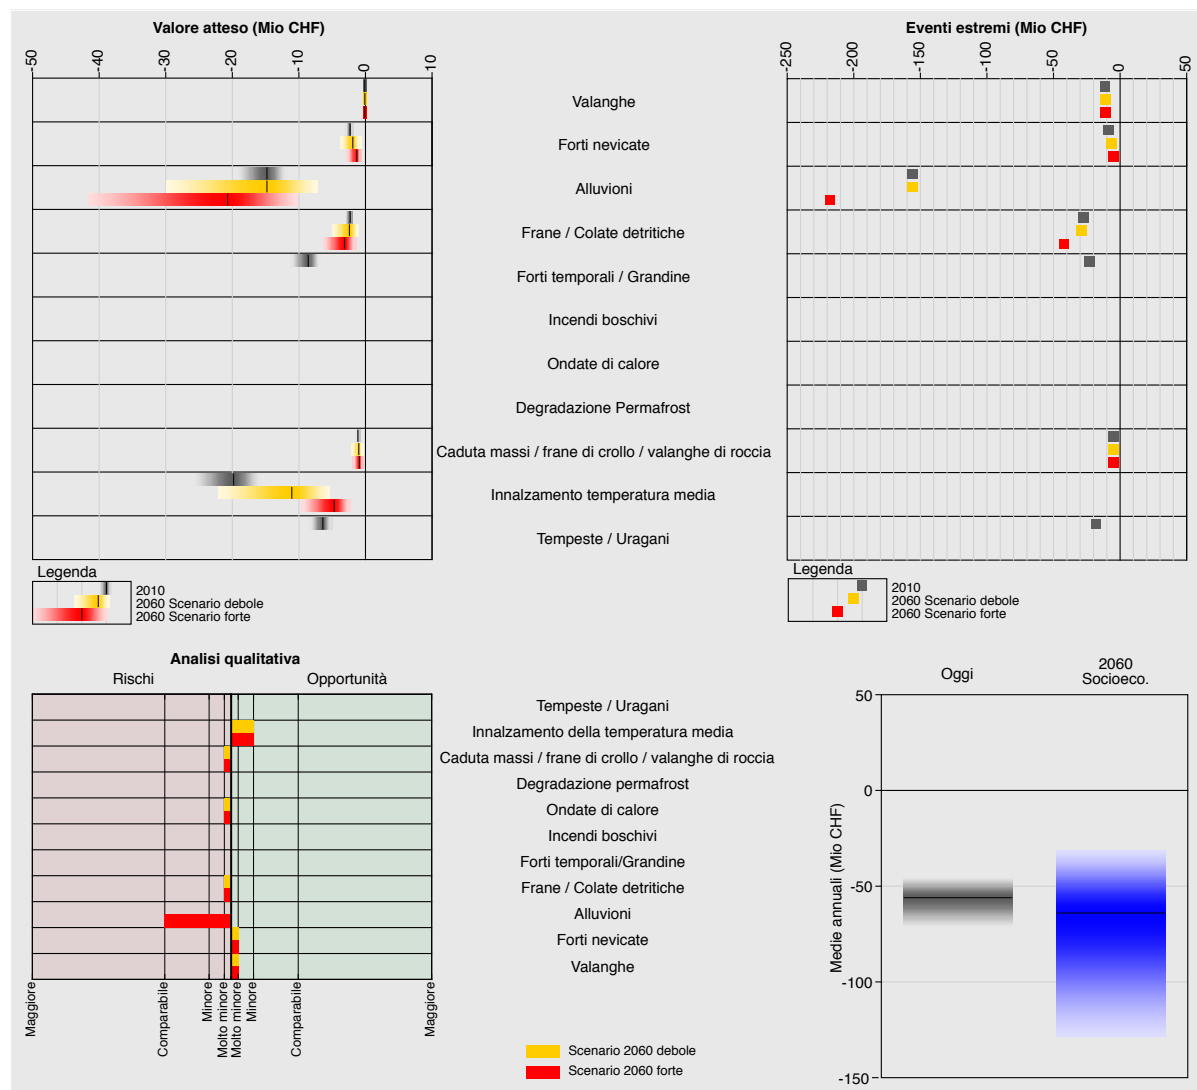 Valore atteso (Mio CHF)
Eventi estremi (Mio CHF)
-50 -40 -30 -20 -10 0 10
-250 -200 -150 -100 -50 0 50
Valanghe
Forti nevicate
Alluvioni
Frane / Colate detritiche
Forti temporali / Grandine
Incendi boschivi
Ondate di calore
Degradazione Permafrost
Caduta massi / frane di crollo / valanghe di roccia
Innalzamento temperatura media
Tempeste / Uragani
Legenda
2010
2060 Scenario debole
2060 Scenario forte
Legenda
2010
2060 Scenario debole
2060 Scenario forte
Analisi qualitativa
Rischi
Opportunità
Tempeste / Uragani
Innalzamento della temperatura media
Caduta massi / frane di crollo / valanghe di roccia
Degradazione permafrost
Ondate di calore
Incendi boschivi
Forti temporali/Grandine
Frane / Colate detritiche
Alluvioni
Forti nevicate
Valanghe
Maggiore
Comparabile
Minore
Molto minore
Molto minore
Minore
Comparabile
Maggiore
Scenario 2060 debole
Scenario 2060 forte
Oggi
2060
Socioeco.
Medie annuali (Mio CHF)
50
0
-50
-100
-150